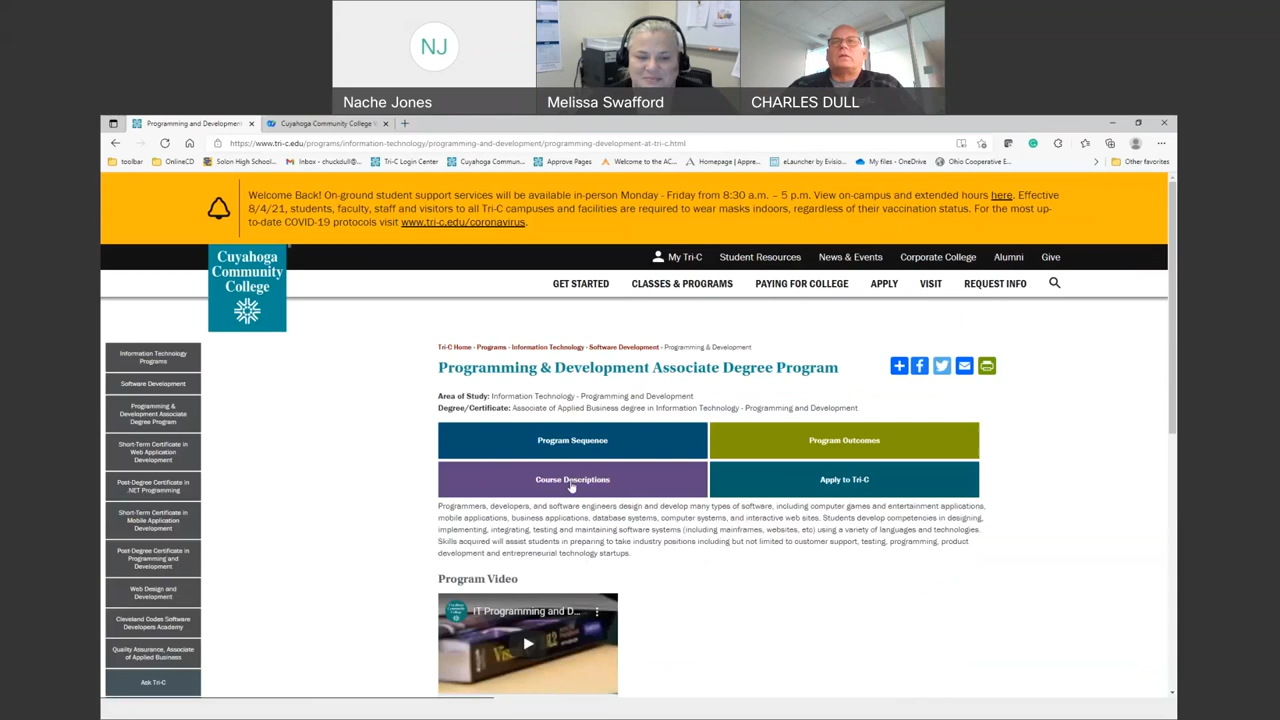 NJ
Nache Jones
Melissa Swafford
CHARLES DULL
Programming and Development
Cuyahoga Community College
https://www.tri-c.edu/programs/information-technology/programming-and-development/programming-development-at-tri-c.html
toolbar
OnlineCD
Solon High School...
Inbox - chuckdull@...
Tri-C Login Center
Cuyahoga Commun...
Approve Pages
Welcome to the AC...
Homepage | Appre...
eLauncher by Evisio...
My files - OneDrive
Ohio Cooperative E...
Other favorites
Welcome Back! On-ground student support services will be available in-person Monday - Friday from 8:30 a.m. – 5 p.m. View on-campus and extended hours here. Effective
8/4/21, students, faculty, staff and visitors to all Tri-C campuses and facilities are required to wear masks indoors, regardless of their vaccination status. For the most up-
to-date COVID-19 protocols visit www.tri-c.edu/coronavirus.
My Tri-C
Student Resources
News & Events
Corporate College
Alumni
Give
Cuyahoga
Community
College
GET STARTED
CLASSES & PROGRAMS
PAYING FOR COLLEGE
APPLY
VISIT
REQUEST INFO
Information Technology
Programs
Software Development
Programming &
Development Associate
Degree Program
Short-Term Certificate in
Web Application
Development
Post-Degree Certificate in
.NET Programming
Short-Term Certificate in
Mobile Application
Development
Post-Degree Certificate in
Programming and
Development
Web Design and
Development
Cleveland Codes Software
Developers Academy
Quality Assurance, Associate
of Applied Business
Ask Tri-C
Tri-C Home › Programs › Information Technology › Software Development › Programming & Development
Programming & Development Associate Degree Program
Area of Study: Information Technology - Programming and Development
Degree/Certificate: Associate of Applied Business degree in Information Technology - Programming and Development
Program Sequence
Program Outcomes
Course Descriptions
Apply to Tri-C
Programmers, developers, and software engineers design and develop many types of software, including computer games and entertainment applications,
mobile applications, business applications, database systems, computer systems, and interactive web sites. Students develop competencies in designing,
implementing, integrating, testing and maintaining software systems (including mainframes, websites, etc) using a variety of languages and technologies.
Skills acquired will assist students in preparing to take industry positions including but not limited to customer support, testing, programming, product
development and entrepreneurial technology startups.
Program Video
IT Programming and D...